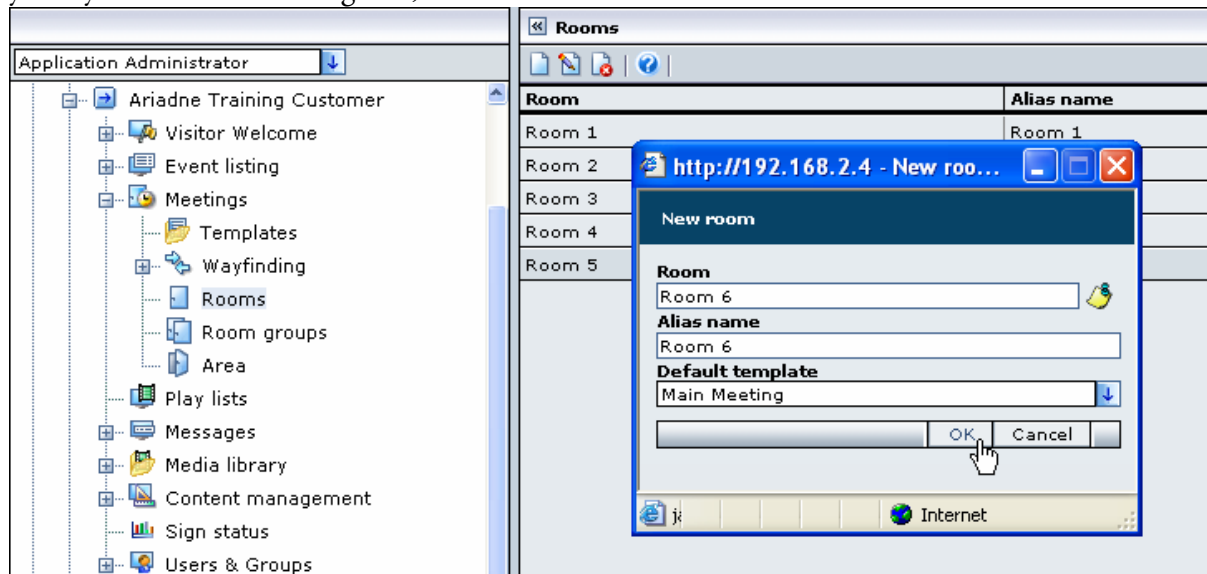 Rooms
Application Administrator
Ariadne Training Customer
Visitor Welcome
Event listing
Meetings
Templates
Wayfinding
Rooms
Room groups
Area
Play lists
Messages
Media library
Content management
Sign status
Users & Groups
Room Alias name
Room 1 Room 1
Room 2
Room 3
Room 4
Room 5
http://192.168.2.4 - New roo...
New room
Room
Room 6
Alias name
Room 6
Default template
Main Meeting
OK Cancel
Internet